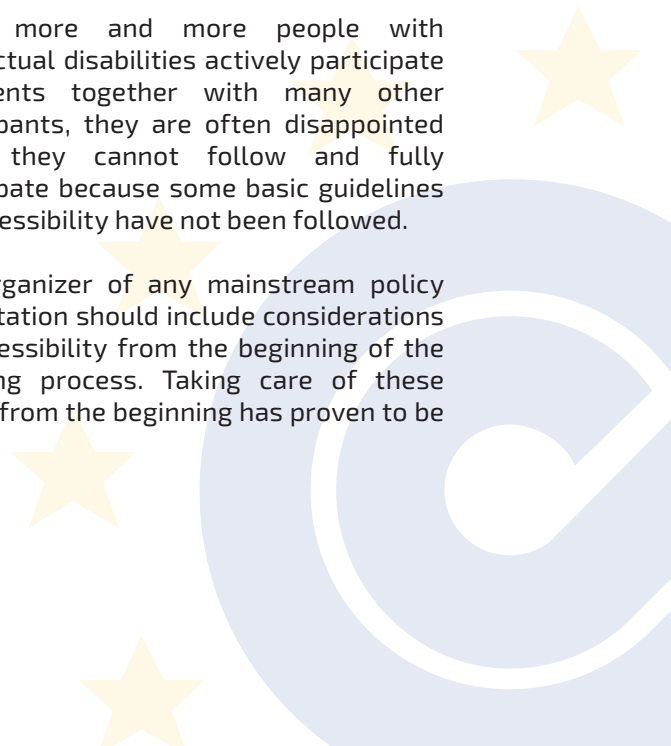 more and more people with
ctual disabilities actively participate
ents together with many other
pants, they are often disappointed
they cannot follow and fully
pate because some basic guidelines
essibility have not been followed.
rganizer of any mainstream policy
tation should include considerations
essibility from the beginning of the
ng process. Taking care of these
from the beginning has proven to be